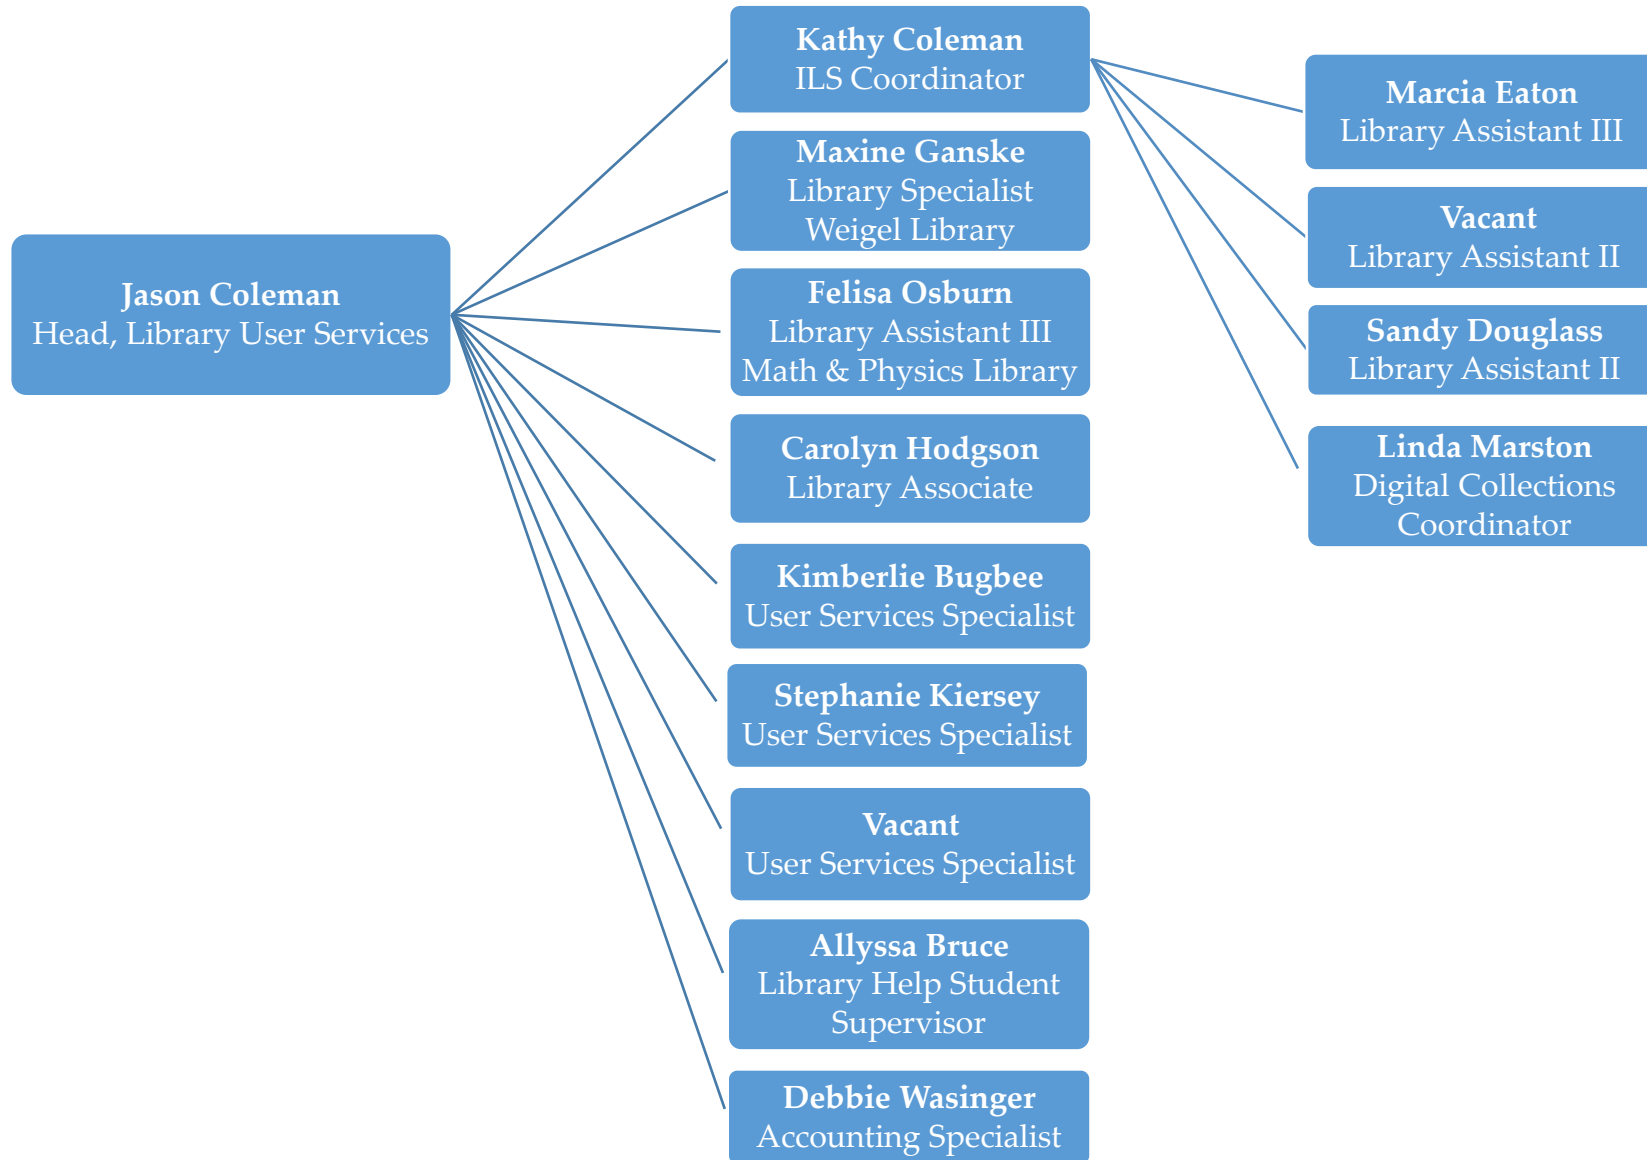 Jason Coleman
Head, Library User Services
Kathy Coleman
ILS Coordinator
Maxine Ganske
Library Specialist
Weigel Library
Felisa Osburn
Library Assistant III
Math & Physics Library
Carolyn Hodgson
Library Associate
Kimberlie Bugbee
User Services Specialist
Stephanie Kiersey
User Services Specialist
Vacant
User Services Specialist
Allyssa Bruce
Library Help Student
Supervisor
Debbie Wasinger
Accounting Specialist
Marcia Eaton
Library Assistant III
Vacant
Library Assistant II
Sandy Douglass
Library Assistant II
Linda Marston
Digital Collections
Coordinator